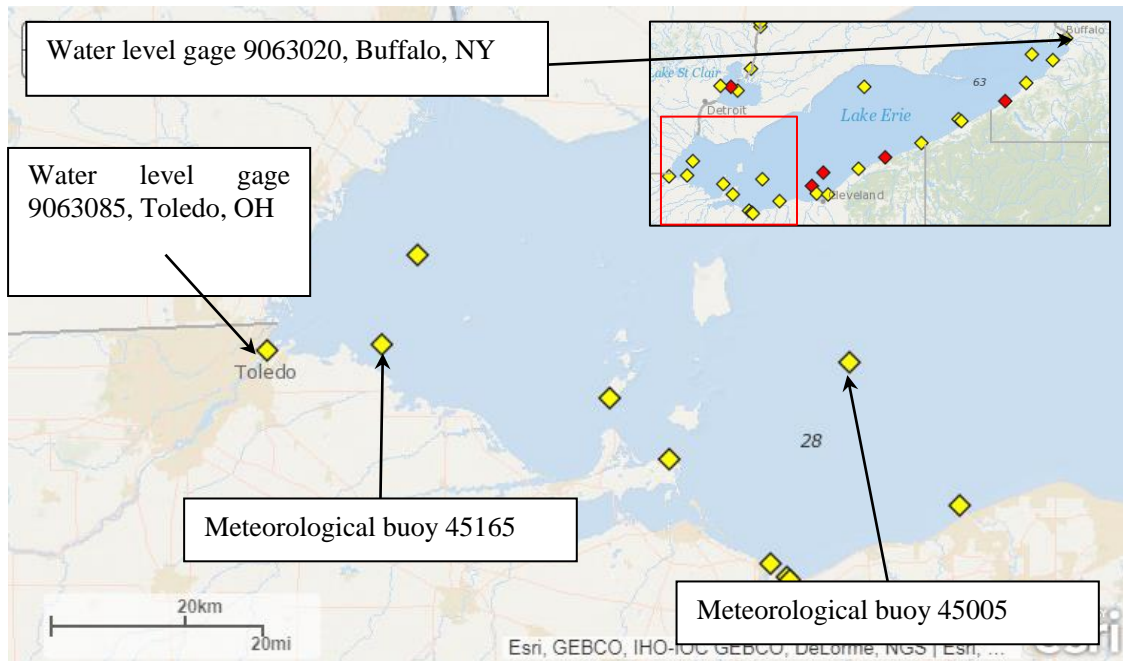 Water level gage 9063020, Buffalo, NY
Buffalo
Lake St Clair
63
Detroit
Lake Erie
Cleveland
Water level gage
9063085, Toledo, OH
Toledo
28
Meteorological buoy 45165
Meteorological buoy 45005
20km
20mi
Esri, GEBCO, IHO-IOC GEBCO, DeLorme, NGS | Esri, ...
esri